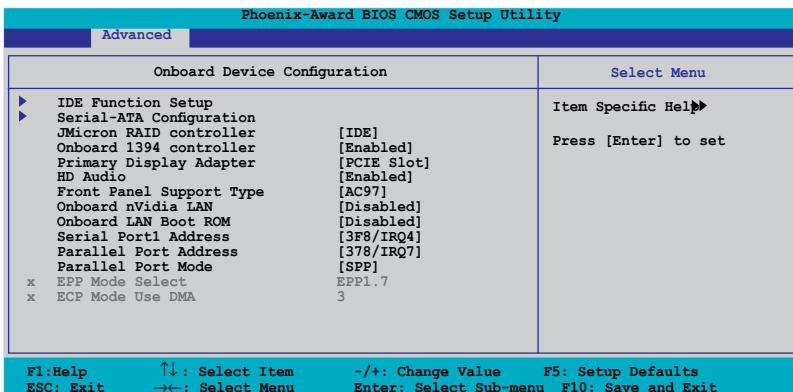 Phoenix-Award BIOS CMOS Setup Utility
Advanced
Onboard Device Configuration
Select Menu
IDE Function Setup
Serial-ATA Configuration
JMicron RAID controller [IDE]
Onboard 1394 controller [Enabled]
Primary Display Adapter [PCIE Slot]
HD Audio [Enabled]
Front Panel Support Type [AC97]
Onboard nVidia LAN [Disabled]
Onboard LAN Boot ROM [Disabled]
Serial Port1 Address [3F8/IRQ4]
Parallel Port Address [378/IRQ7]
Parallel Port Mode [SPP]
x EPP Mode Select EPP1.7
x ECP Mode Use DMA 3
Item Specific Help
Press [Enter] to set
F1:Help ↑↓: Select Item -/+: Change Value F5: Setup Defaults
ESC: Exit →←: Select Menu Enter: Select Sub-menu F10: Save and Exit